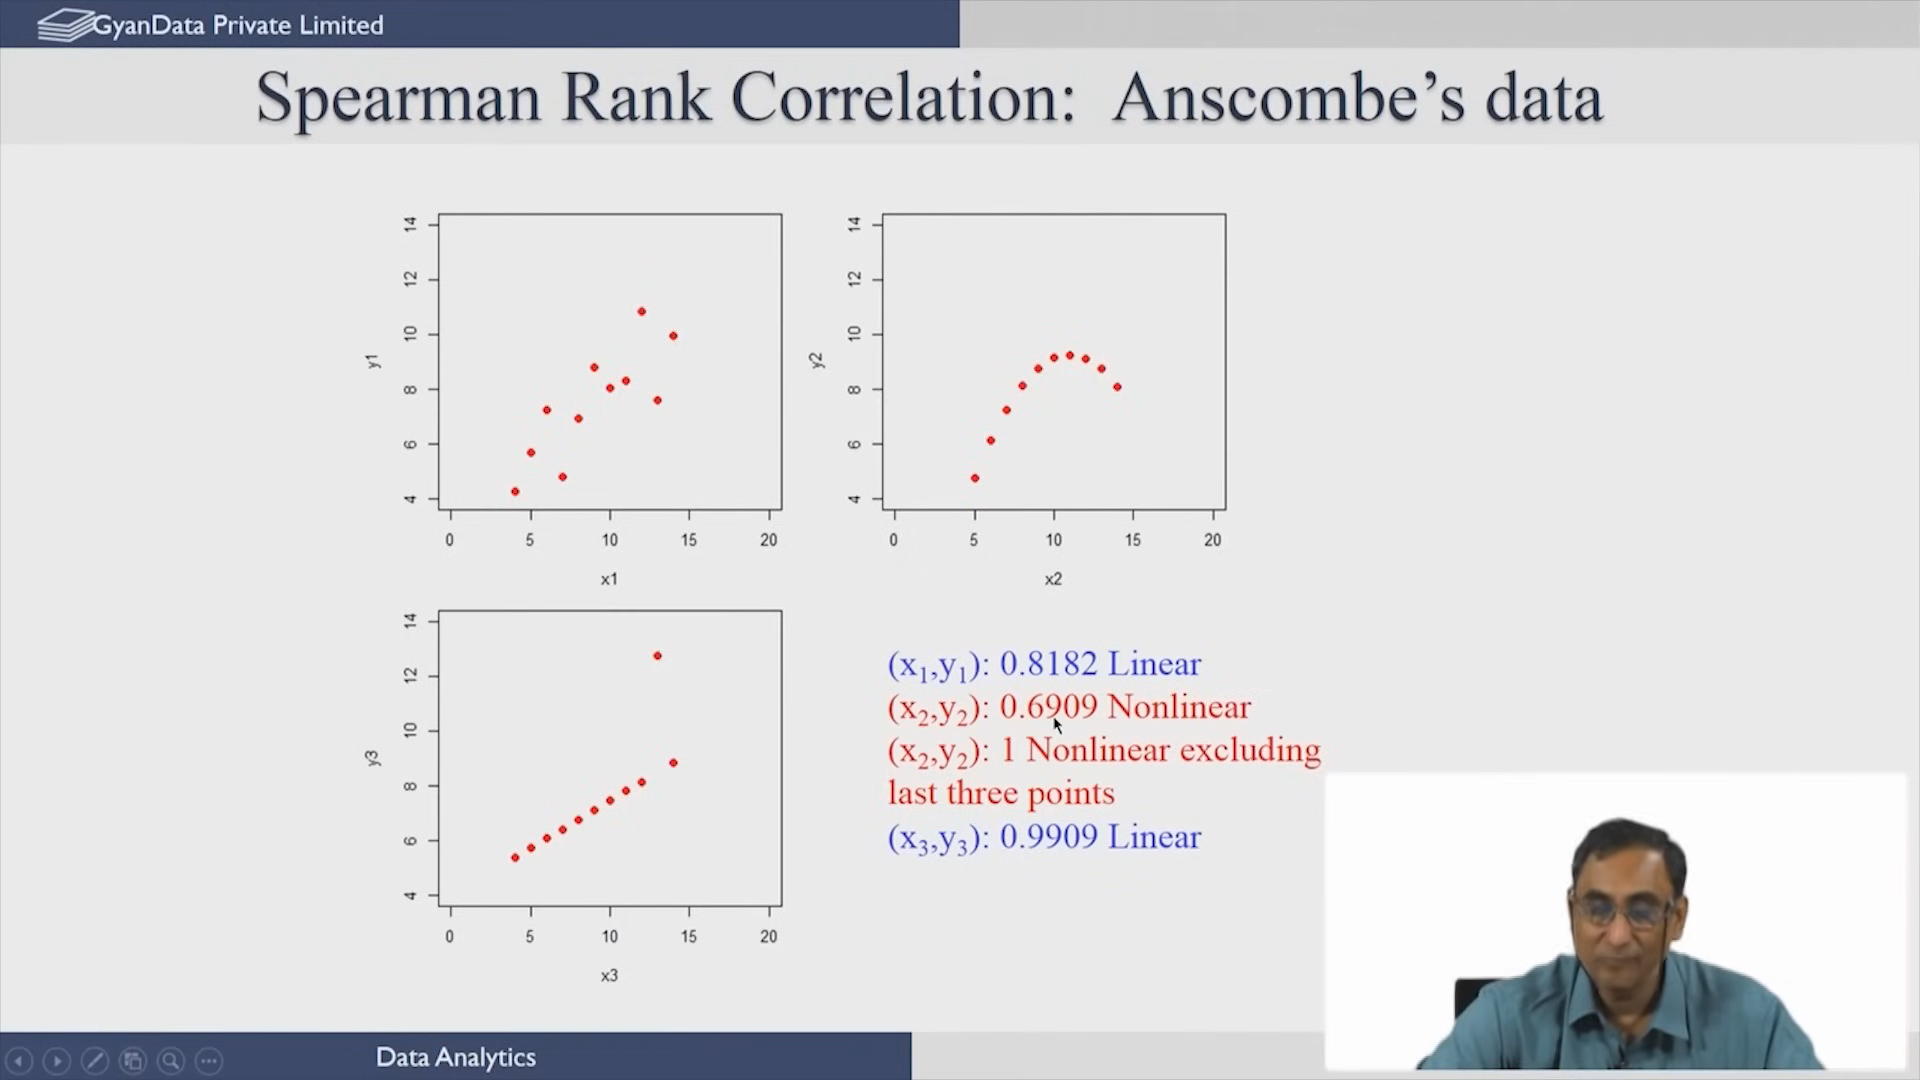 GyanData Private Limited
Spearman Rank Correlation: Anscombe's data
14
12
10
8
6
4
y1
0 5 10 15 20
x1
14
12
10
8
6
4
y2
0 5 10 15 20
x2
14
12
10
8
6
4
y3
0 5 10 15 20
x3
(x₁,y₁): 0.8182 Linear
(x₂,y₂): 0.6909 Nonlinear
(x₂,y₂): 1 Nonlinear excluding
last three points
(x₃,y₃): 0.9909 Linear
Data Analytics